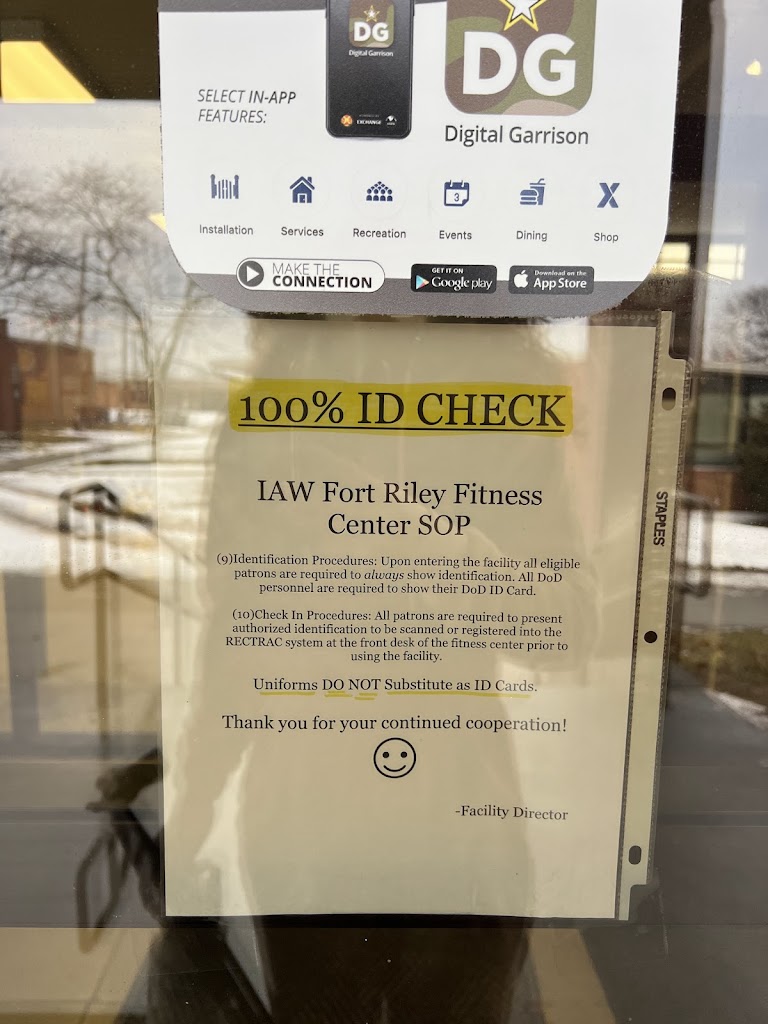 DG
Digital Garrison
EXCHANGE
DG
Digital Garrison
SELECT IN-APP
FEATURES:
3
Installation
Services
Recreation
Events
Dining
Shop
MAKE THE
CONNECTION
GET IT ON
Google play
Download on the
App Store
100% ID CHECK
IAW Fort Riley Fitness
Center SOP
(9)Identification Procedures: Upon entering the facility all eligible
patrons are required to always show identification. All DoD
personnel are required to show their DoD ID Card.
(10)Check In Procedures: All patrons are required to present
authorized identification to be scanned or registered into the
RECTRAC system at the front desk of the fitness center prior to
using the facility.
Uniforms DO NOT Substitute as ID Cards.
Thank you for your continued cooperation!
-Facility Director
STAPLES